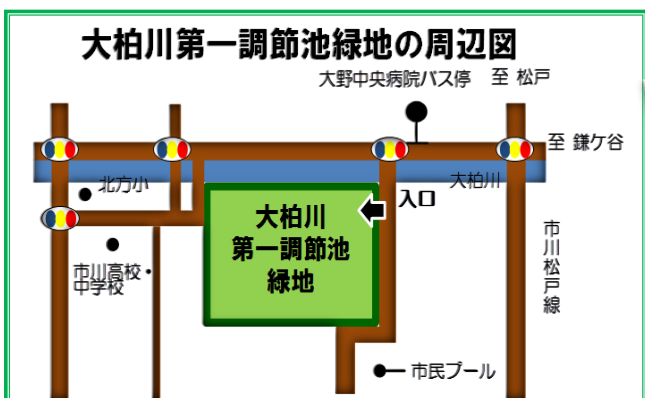 大柏川第一調節池緑地の周辺図
大野中央病院バス停
至 松戸
至 鎌ケ谷
北方小
大柏川
入口
大柏川
第一調節池
緑地
市川高校・
中学校
市川松戸線
市民プール